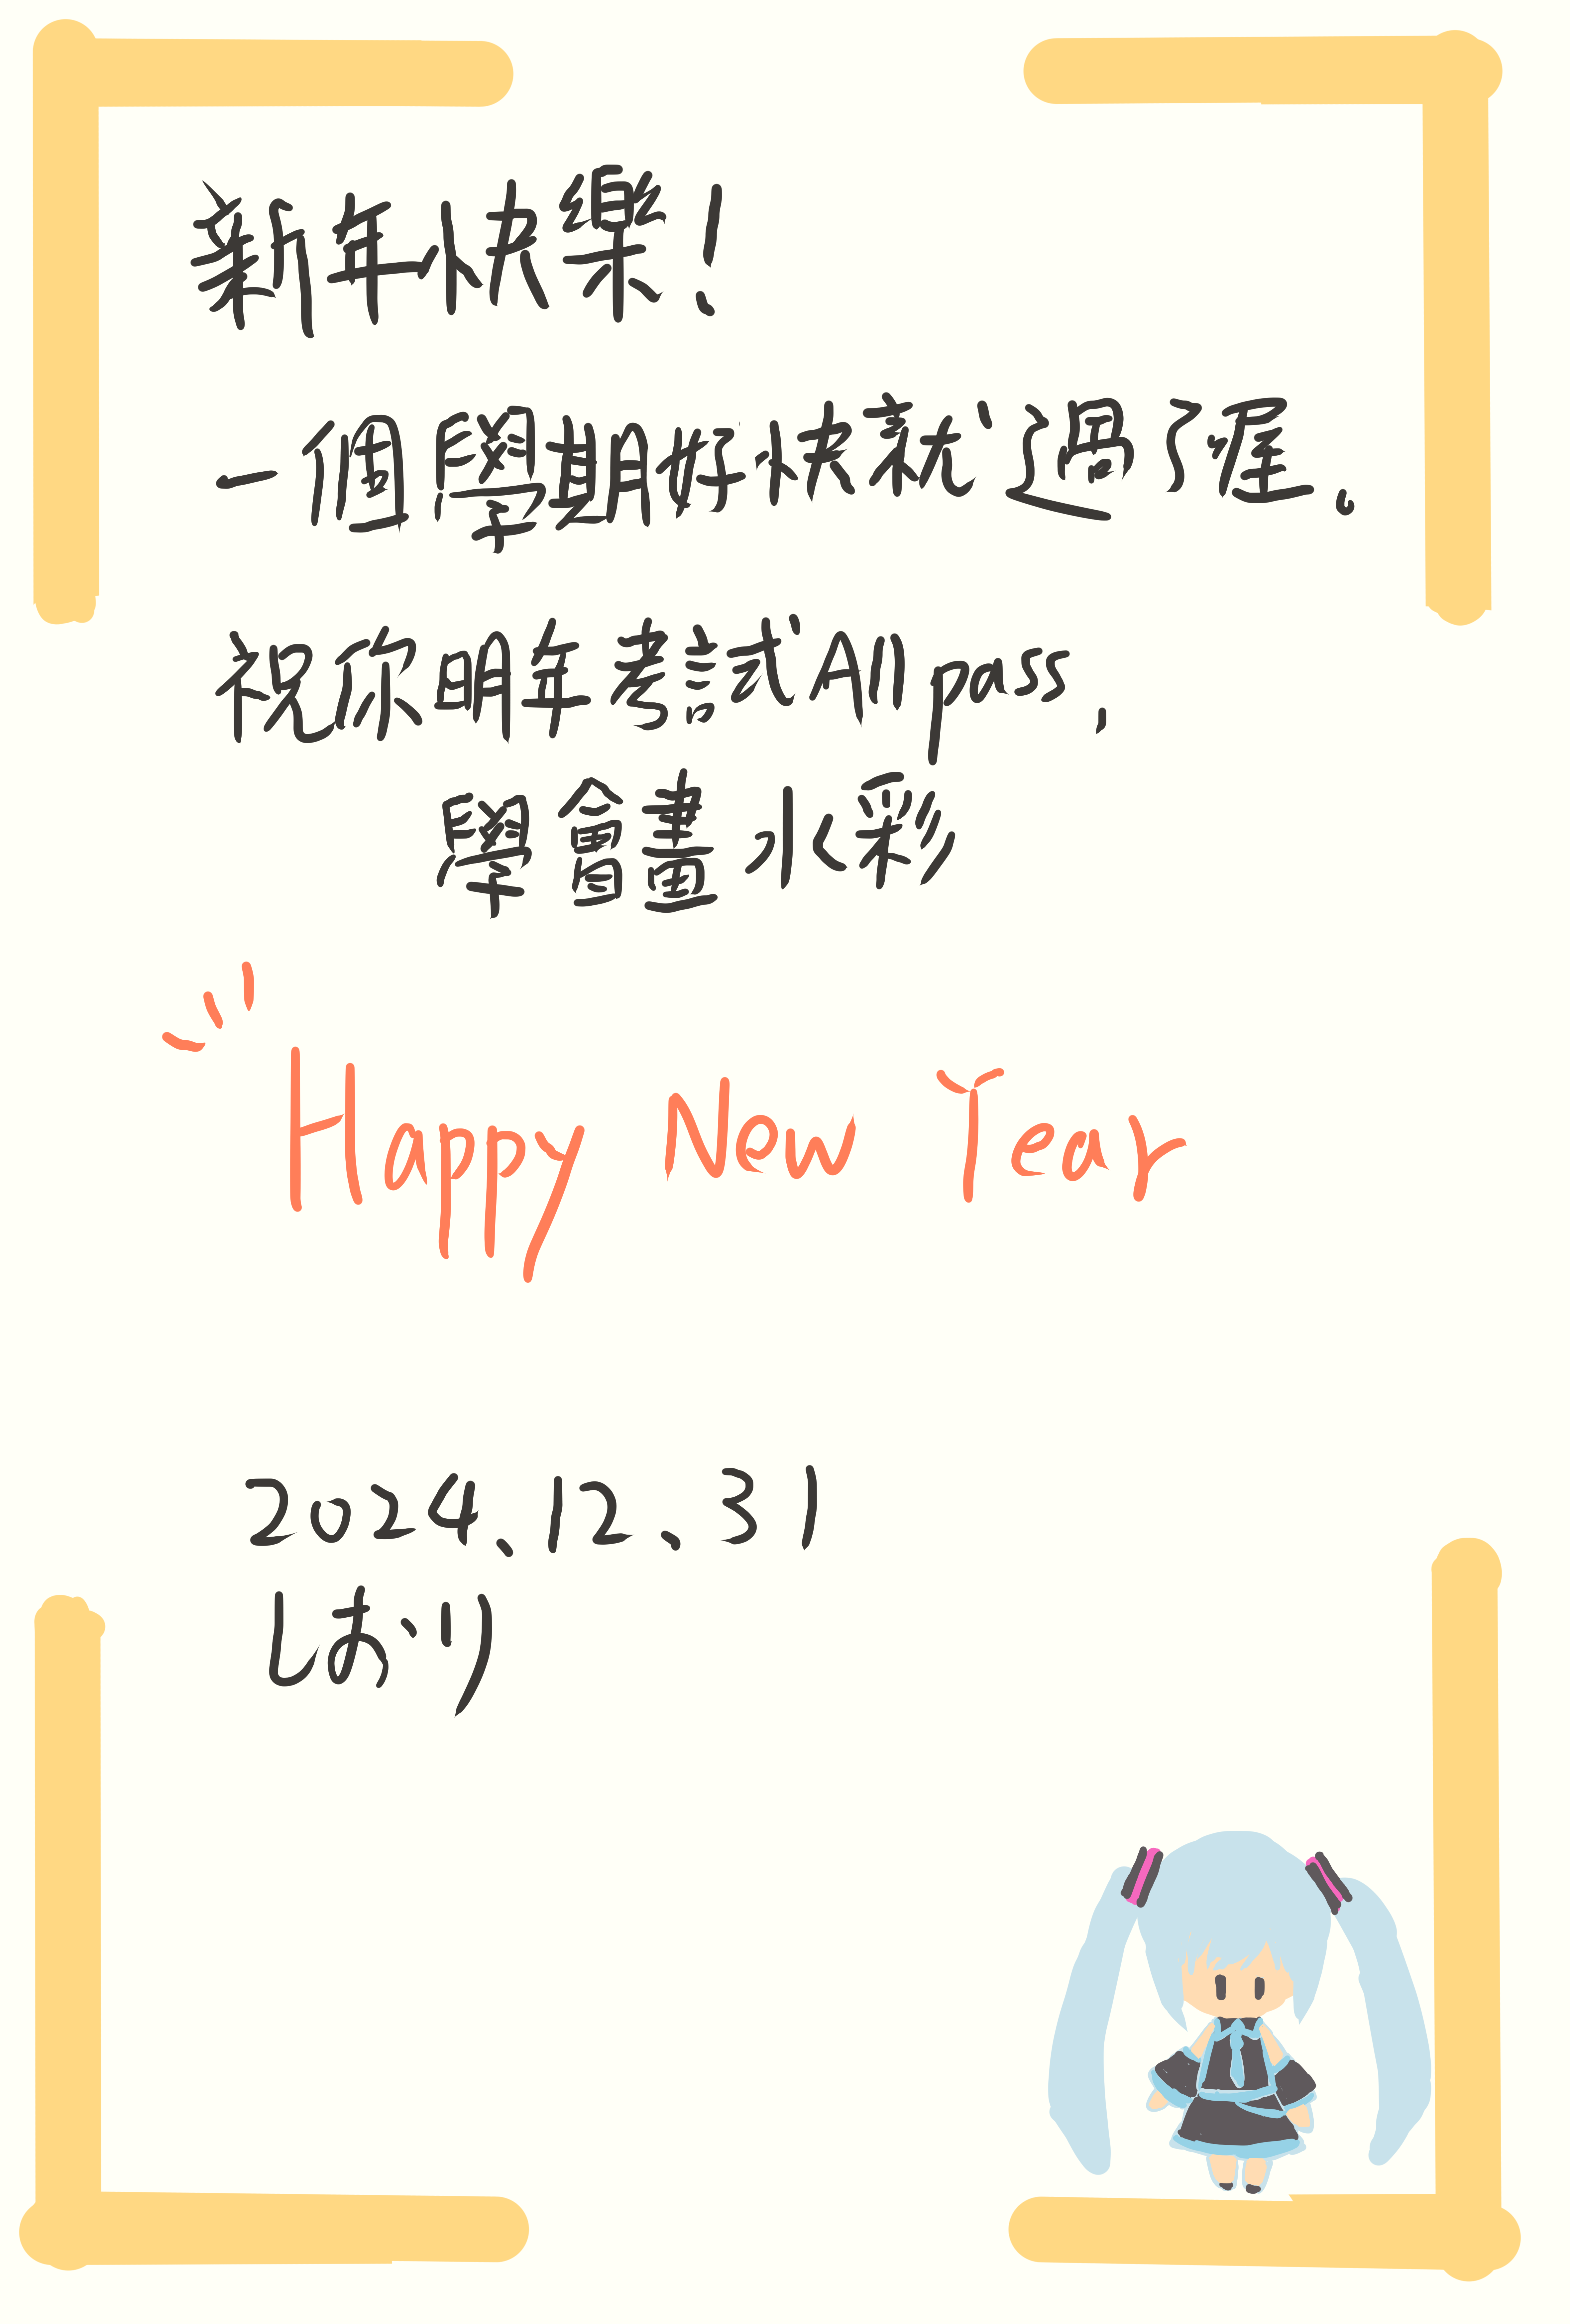 新年快樂!
一個學期好快就過了喔。
祝你明年考試All pass,
學會畫水彩
Happy New Year
2024.12.31
しおり